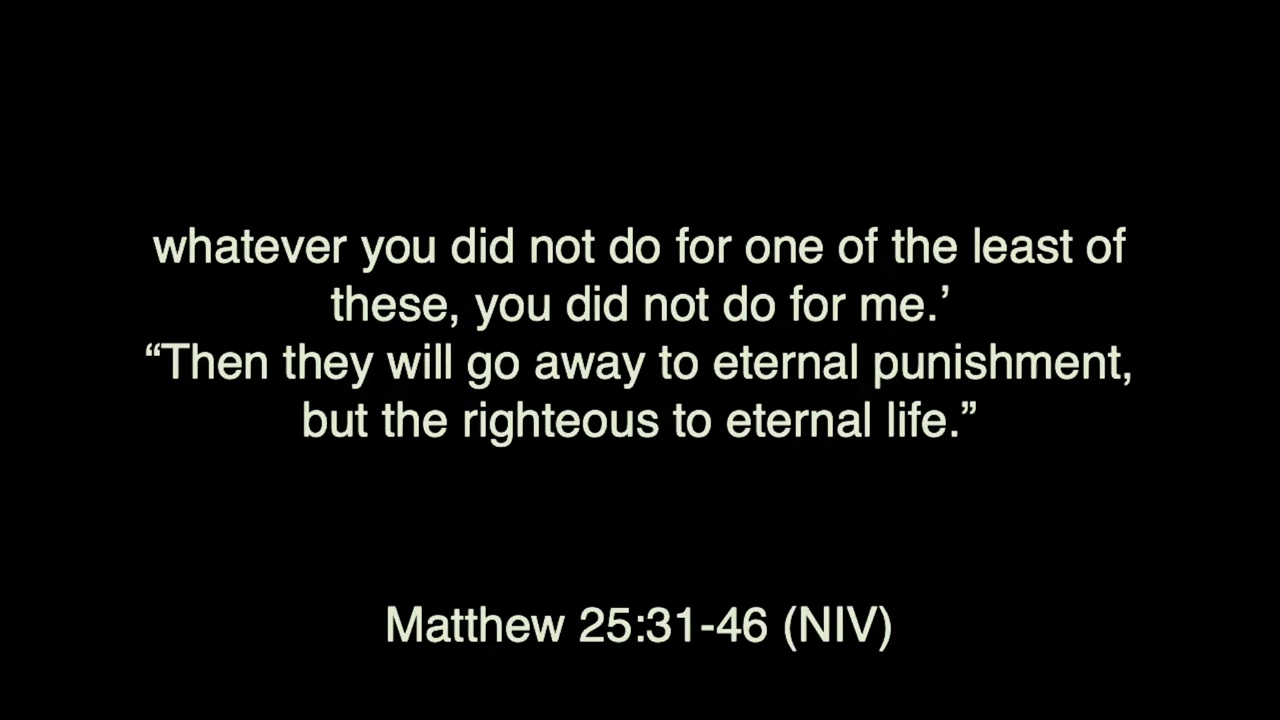 whatever you did not do for one of the least of
these, you did not do for me.’
“Then they will go away to eternal punishment,
but the righteous to eternal life.”
Matthew 25:31-46 (NIV)